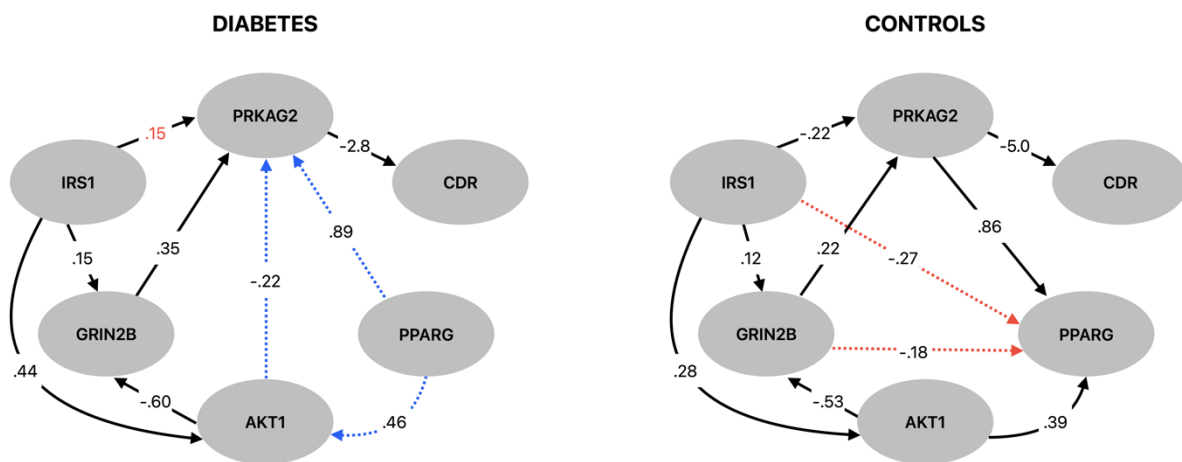 DIABETES
PRKAG2
.15
-2.8
IRS1
CDR
.89
.35
.15
-.22
GRIN2B
PPARG
.44
-.60
AKT1
.46
CONTROLS
PRKAG2
-.22
-5.0
IRS1
CDR
.86
.12
.22
-.27
GRIN2B
PPARG
-.18
.28
-.53
AKT1
.39